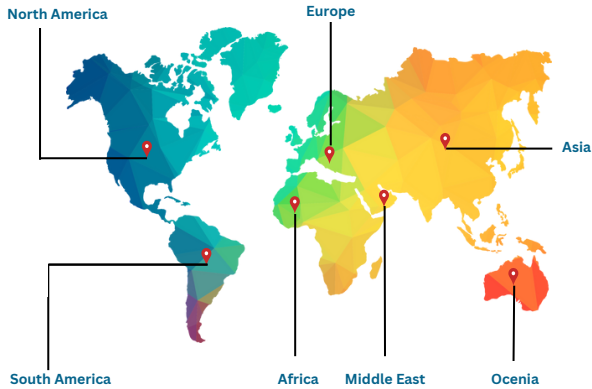 North America
Europe
Asia
South America
Africa
Middle East
Ocenia